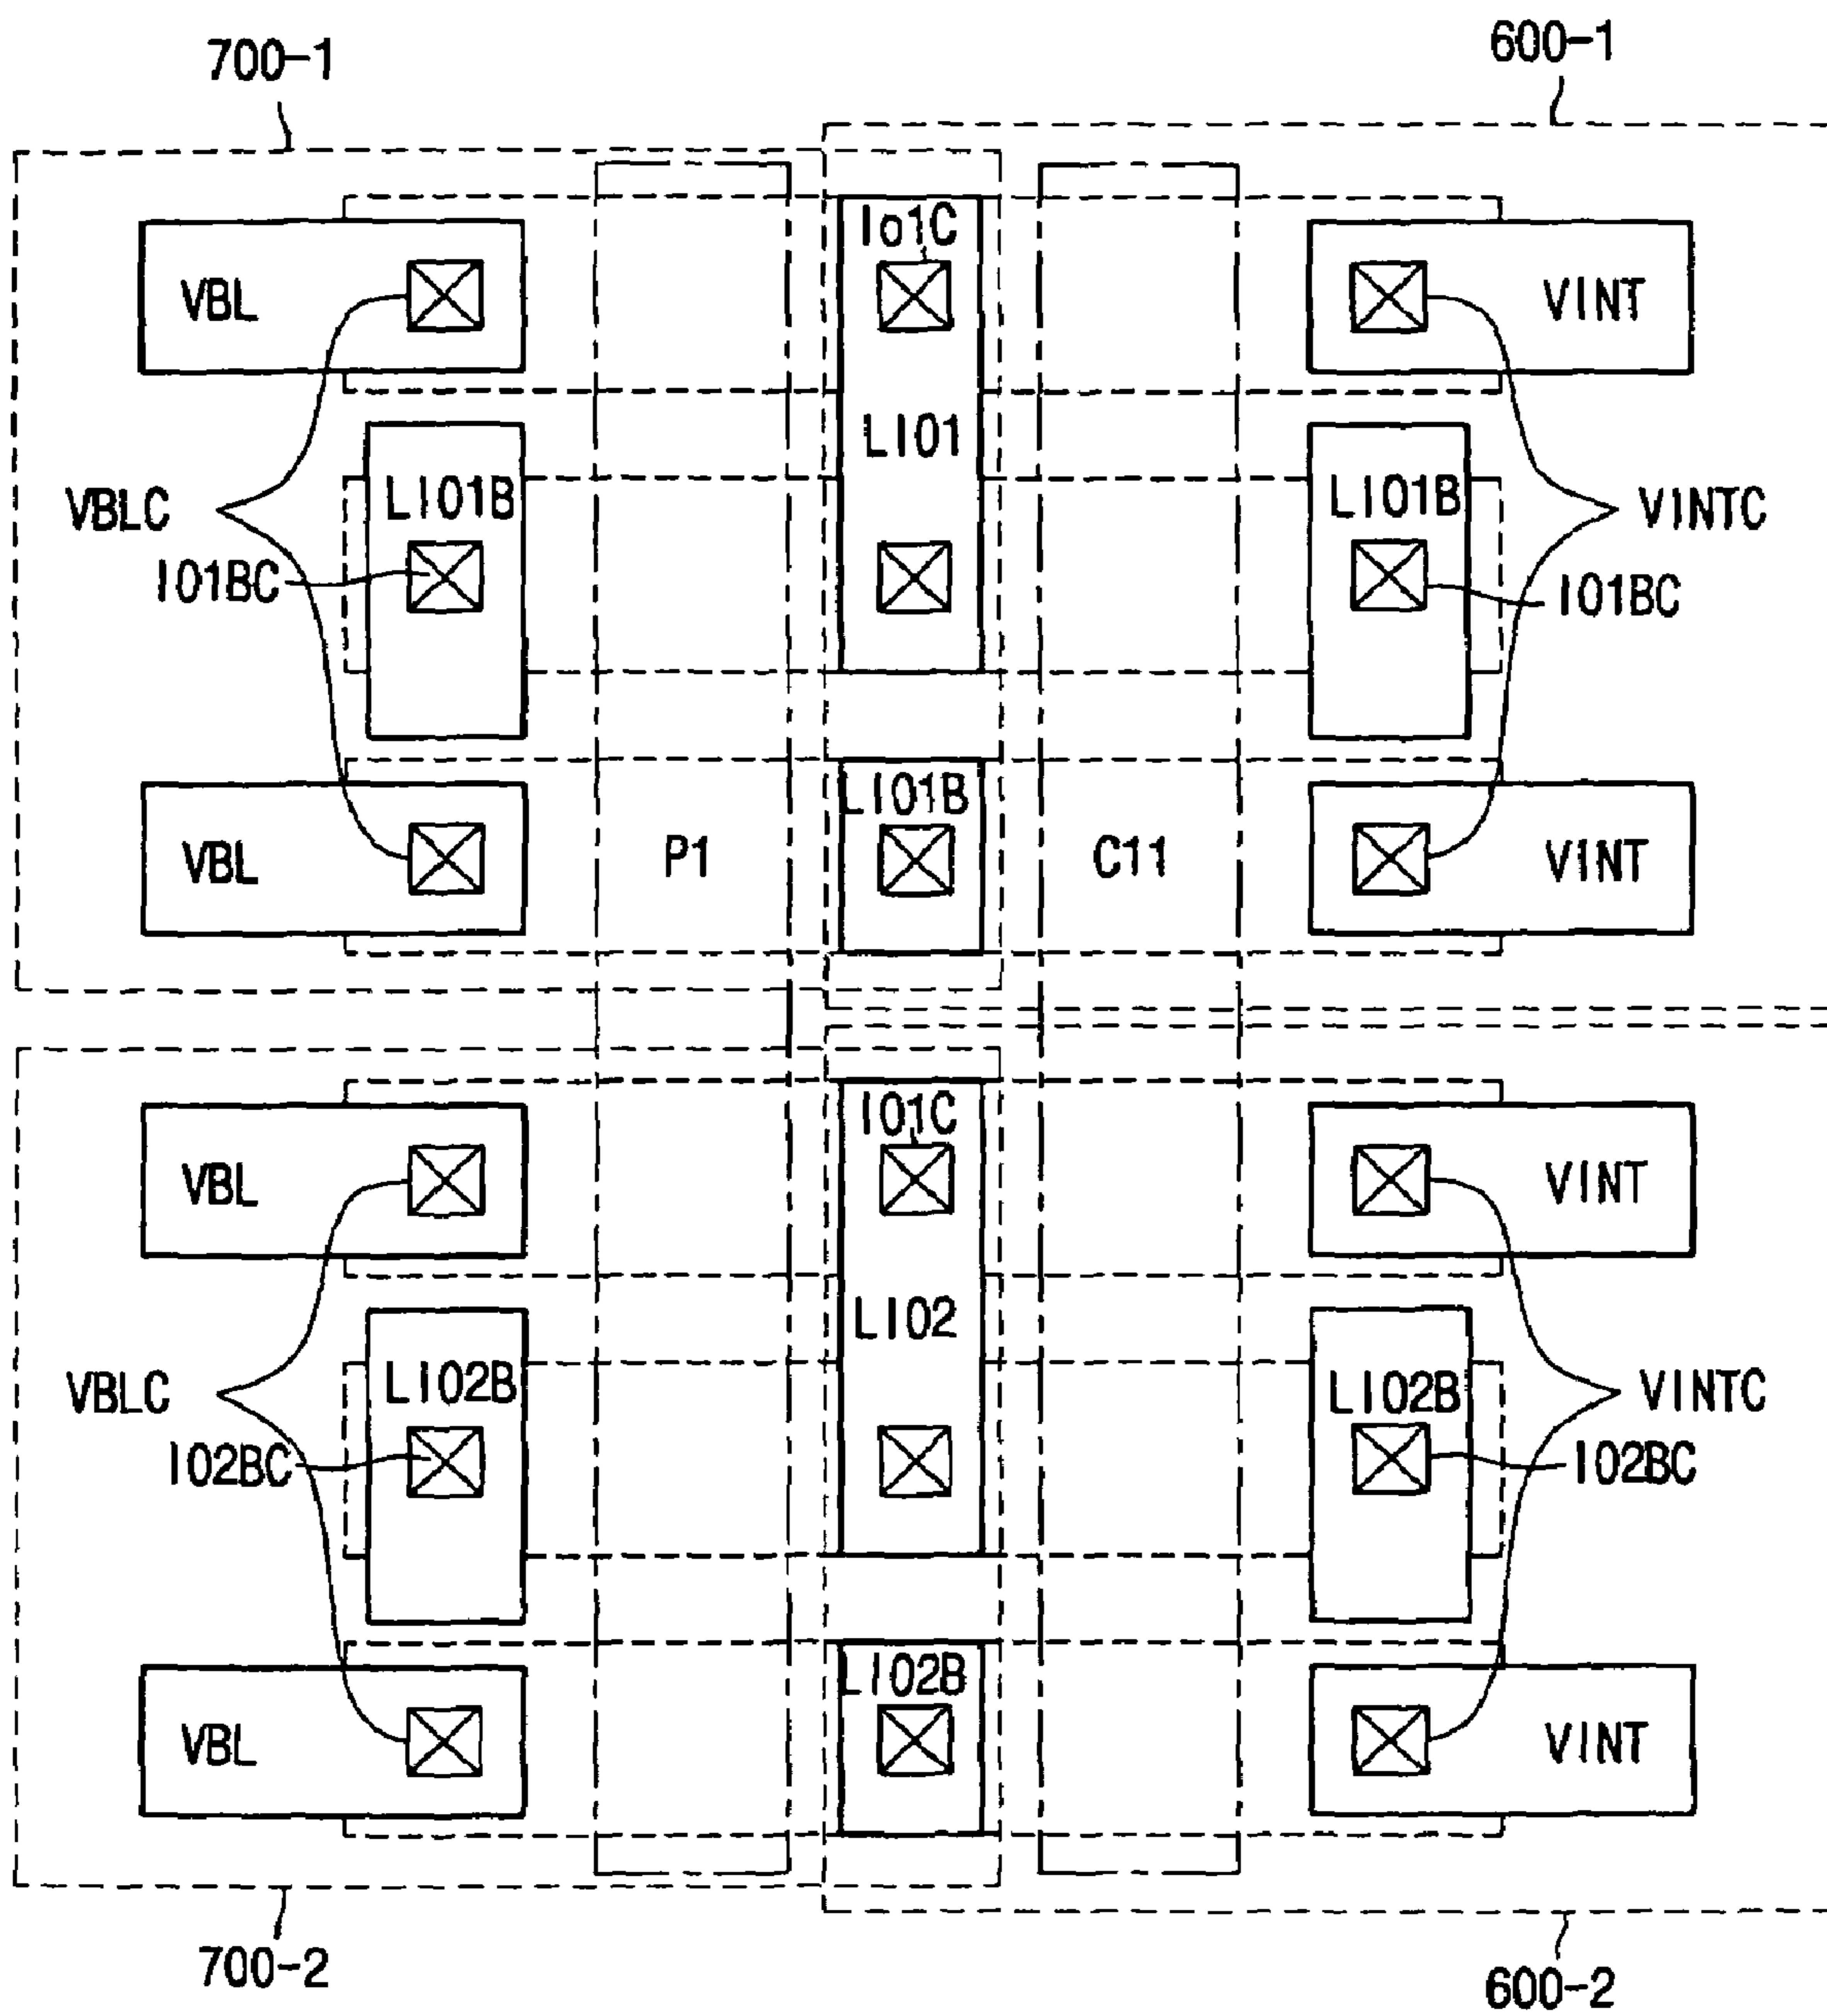 700-1
600-1
Io1C
VBL
VINT
LIO1
VBLC
LIO1B
LIO1B
VINTC
IO1BC
IO1BC
LIO1B
VBL
P1
C11
VINT
IO1C
VBL
VINT
LIO2
VBLC
LIO2B
LIO2B
VINTC
IO2BC
IO2BC
LIO2B
VBL
VINT
700-2
600-2